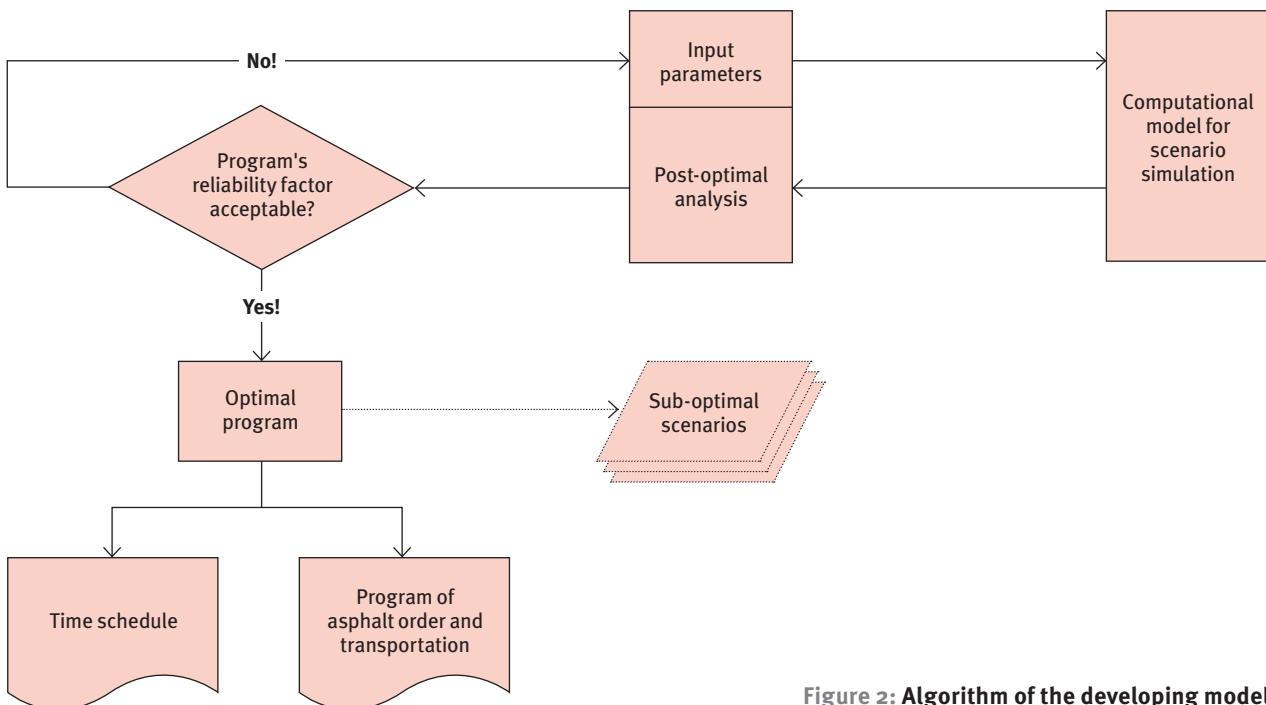 No!
Input
parameters
Computational
model for
scenario
simulation
Program's
reliability factor
acceptable?
Post-optimal
analysis
Yes!
Optimal
program
Sub-optimal
scenarios
Time schedule
Program of
asphalt order and
transportation
Figure 2: Algorithm of the developing model